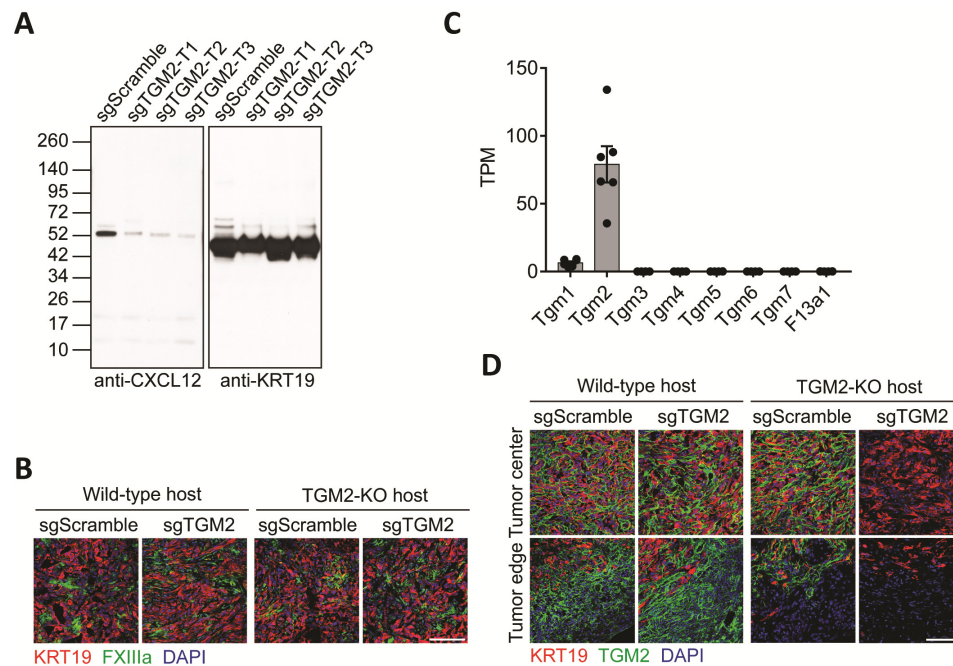 A
sgScramble
sgTGM2-T1
sgTGM2-T2
sgTGM2-T3
sgScramble
sgTGM2-T1
sgTGM2-T2
sgTGM2-T3
260
140
95
72
52
42
34
26
17
10
anti-CXCL12
anti-KRT19
B
Wild-type host
TGM2-KO host
sgScramble
sgTGM2
sgScramble
sgTGM2
KRT19 FXIIIa DAPI
C
150
100
50
0
TPM
Tgm1
Tgm2
Tgm3
Tgm4
Tgm5
Tgm6
Tgm7
F13a1
D
Wild-type host
TGM2-KO host
sgScramble
sgTGM2
sgScramble
sgTGM2
Tumor center
Tumor edge
KRT19 TGM2 DAPI